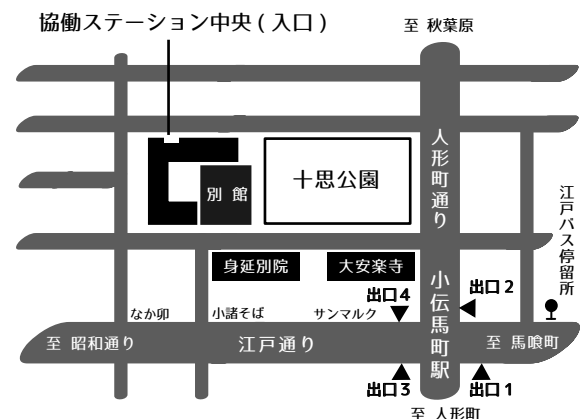 協働ステーション中央(入口)
至 秋葉原
人形町通り
十思公園
別 館
江戸バス停留所
身延別院
大安楽寺
小伝馬町駅
出口2
出口4
なか卯
小諸そば
サンマルク
至 昭和通り
江戸通り
至 馬喰町
出口3
出口1
至 人形町